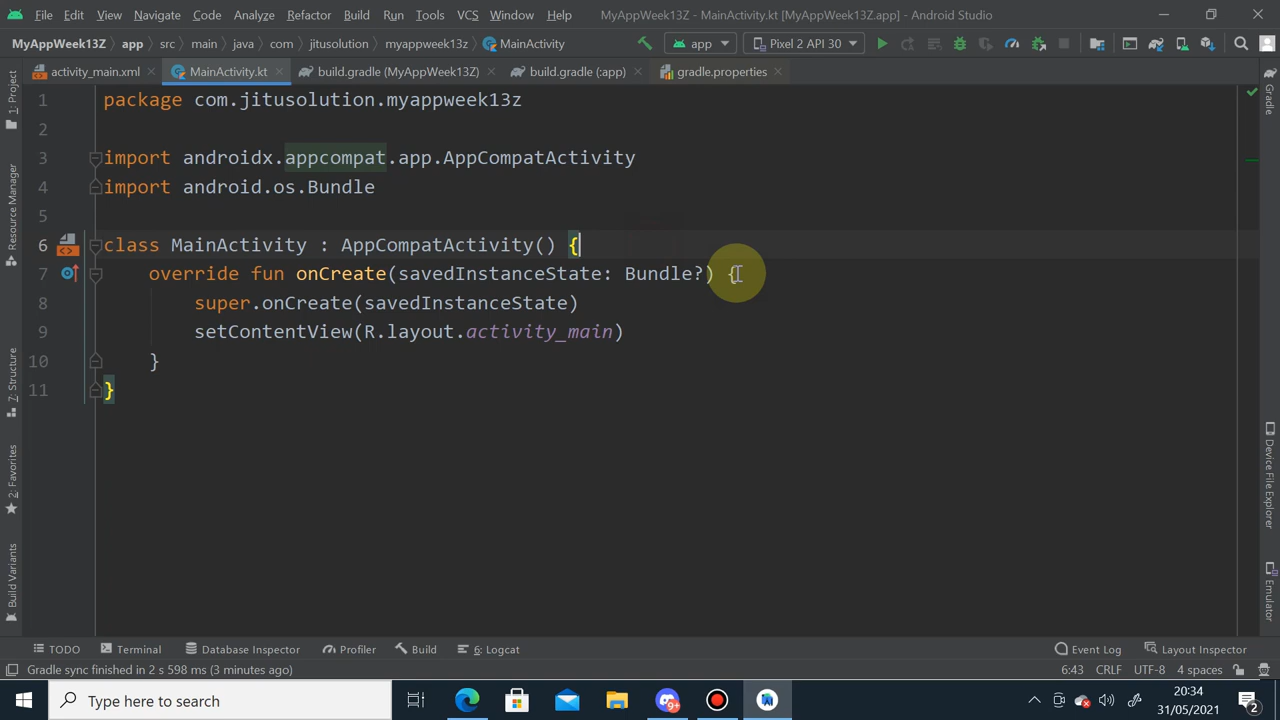 File Edit View Navigate Code Analyze Refactor Build Run Tools VCS Window Help MyAppWeek13Z - MainActivity.kt [MyAppWeek13Z.app] - Android Studio
MyAppWeek13Z app src main java com jitusolution myappweek13z MainActivity app Pixel 2 API 30
activity_main.xml MainActivity.kt build.gradle (MyAppWeek13Z) build.gradle (:app) gradle.properties
1: Project
Resource Manager
7: Structure
2: Favorites
Build Variants
1 package com.jitusolution.myappweek13z
2
3 import androidx.appcompat.app.AppCompatActivity
4 import android.os.Bundle
5
6 class MainActivity : AppCompatActivity() {
7 override fun onCreate(savedInstanceState: Bundle?) {
8 super.onCreate(savedInstanceState)
9 setContentView(R.layout.activity_main)
10 }
11 }
Gradle
Device File Explorer
Emulator
TODO Terminal Database Inspector Profiler Build 6: Logcat Event Log Layout Inspector
Gradle sync finished in 2 s 598 ms (3 minutes ago) 6:43 CRLF UTF-8 4 spaces
Type here to search 9+ 20:34
31/05/2021 2